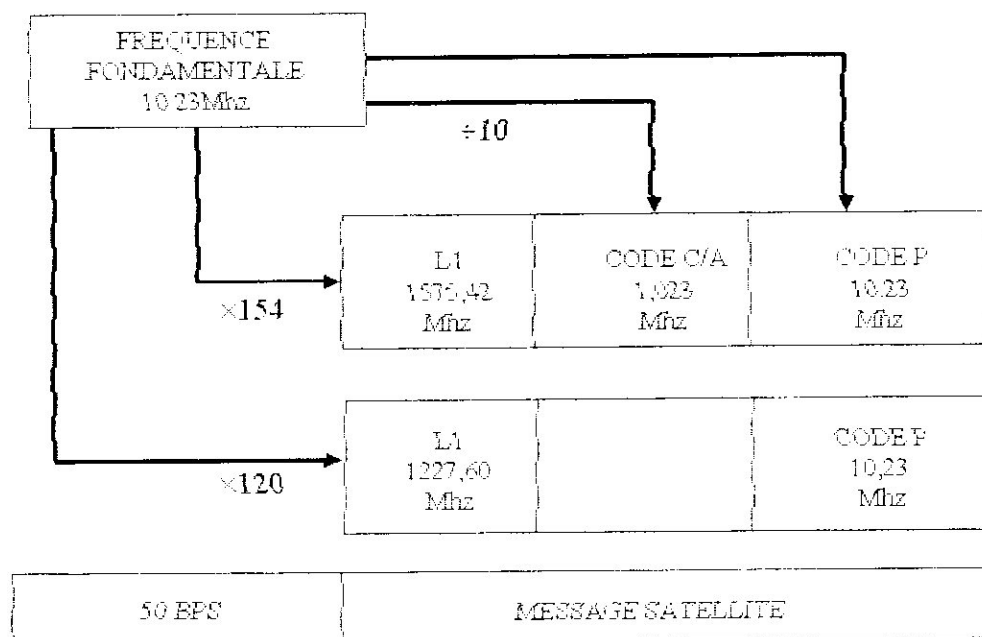 FREQUENCE
FONDAMENTALE
10 23Mhz
÷10
L1
1575,42
Mhz
CODE C/A
1,023
Mhz
CODE P
10.23
Mhz
×154
L1
1227,60
Mhz
CODE P
10,23
Mhz
×120
50 BPS
MESSAGE SATELLITE